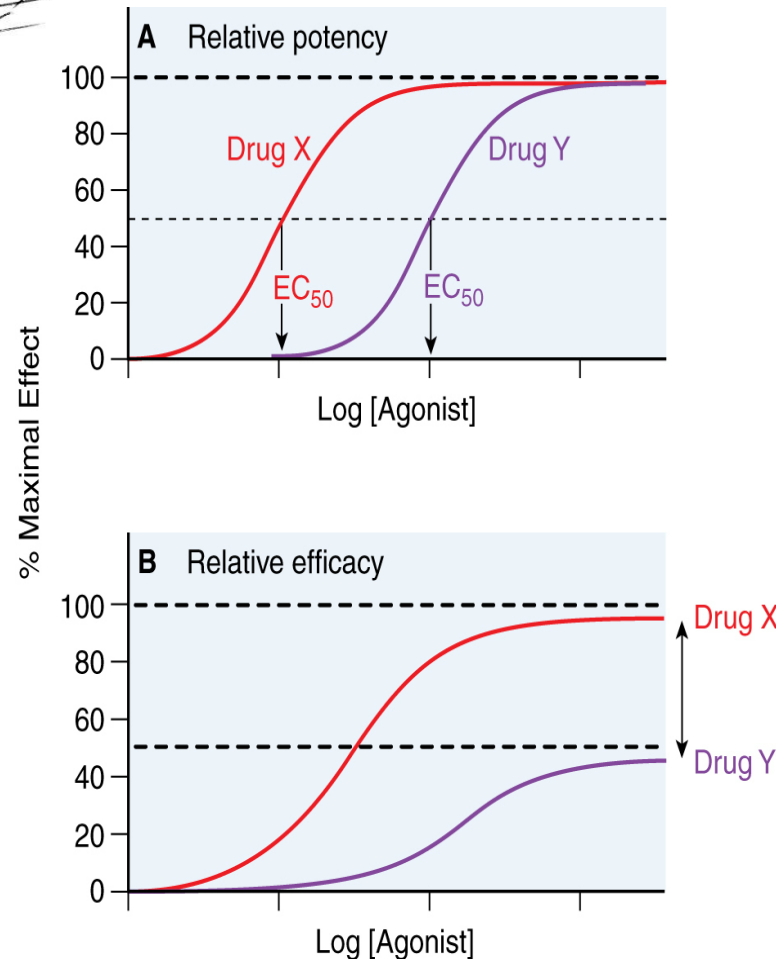 A Relative potency
100
80
60
40
20
0
Drug X
Drug Y
EC50
EC50
Log [Agonist]
% Maximal Effect
B Relative efficacy
100
80
60
40
20
0
Drug X
Drug Y
Log [Agonist]